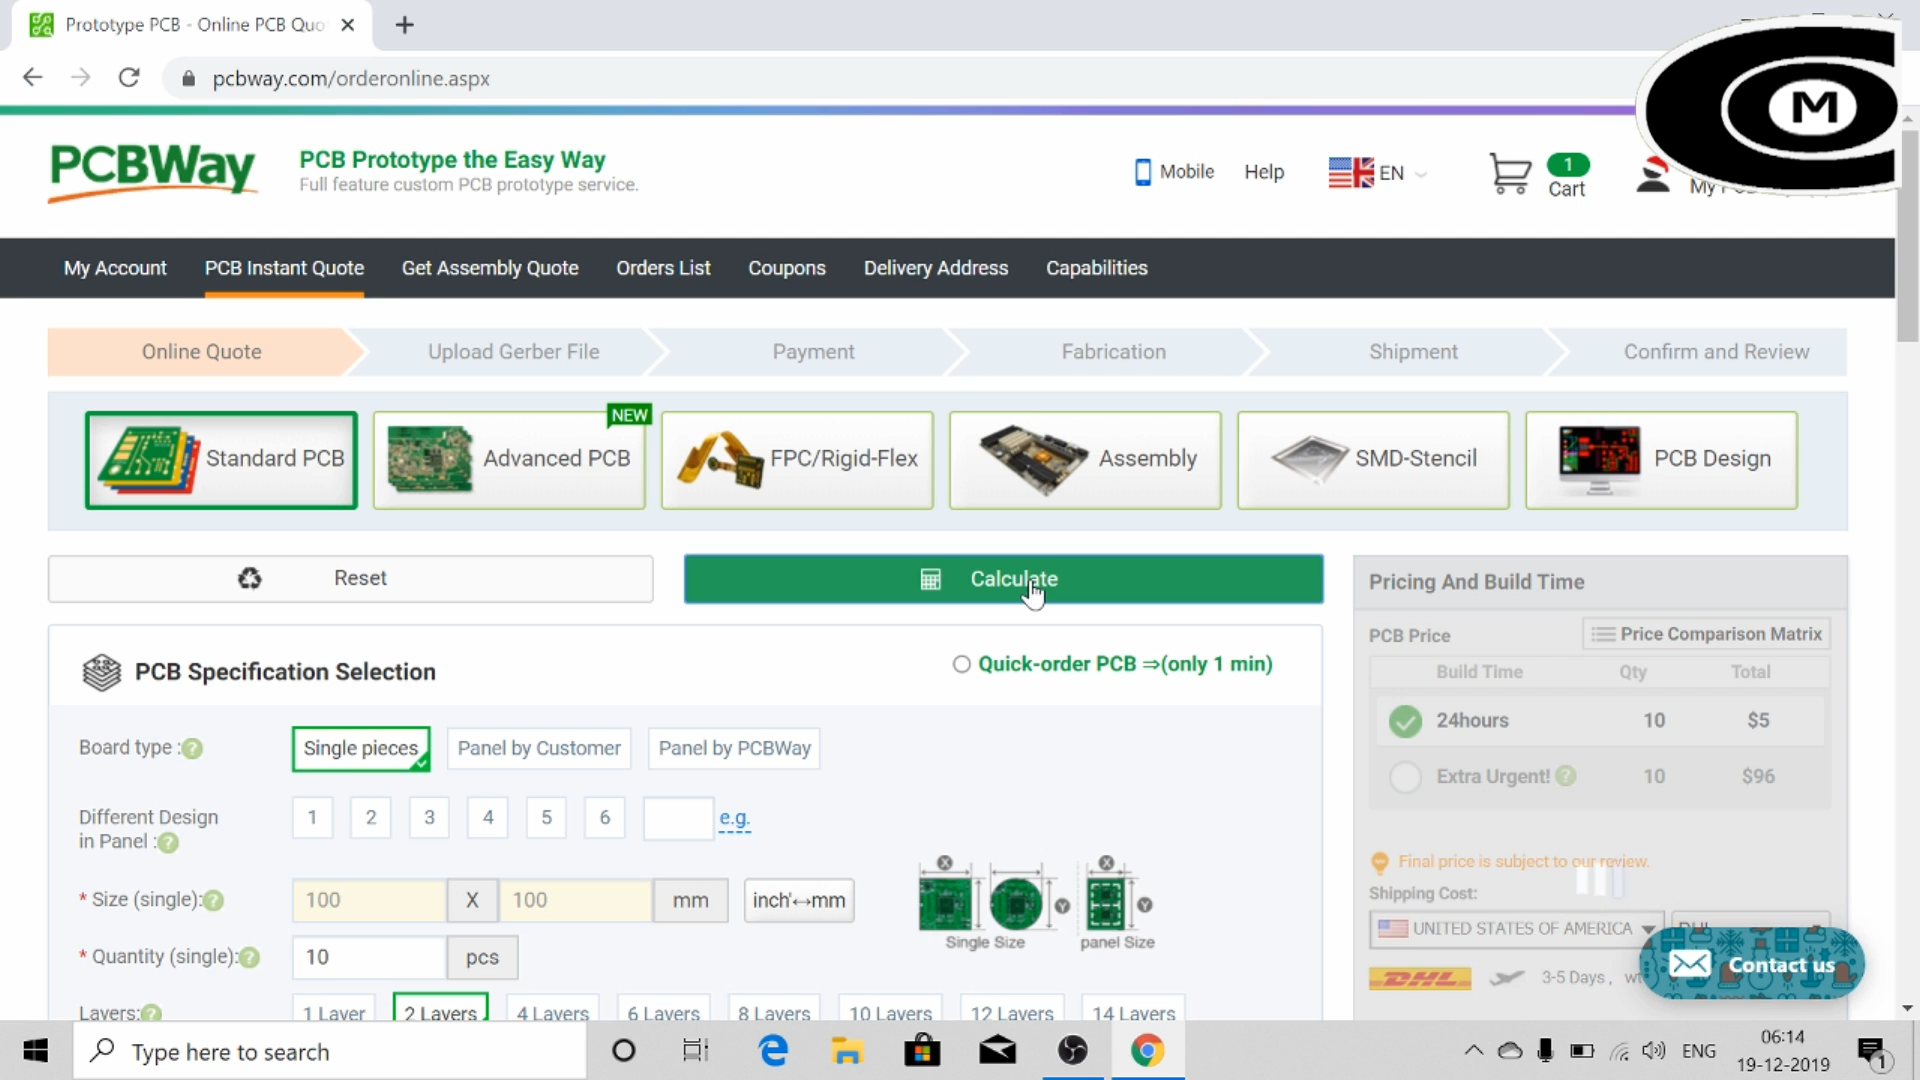 Prototype PCB - Online PCB Quo
pcbway.com/orderonline.aspx
M
PCBWay
PCB Prototype the Easy Way
Full feature custom PCB prototype service.
Mobile
Help
EN
1
Cart
My
My Account
PCB Instant Quote
Get Assembly Quote
Orders List
Coupons
Delivery Address
Capabilities
Online Quote
Upload Gerber File
Payment
Fabrication
Shipment
Confirm and Review
Standard PCB
NEW
Advanced PCB
FPC/Rigid-Flex
Assembly
SMD-Stencil
PCB Design
Reset
Calculate
PCB Specification Selection
Quick-order PCB ⇒(only 1 min)
Board type :?
Single pieces
Panel by Customer
Panel by PCBWay
Different Design
in Panel :?
1 2 3 4 5 6 e.g.
* Size (single):?
100 X 100 mm
inch'↔mm
* Quantity (single):?
10 pcs
X Y X Y
Single Size
panel Size
Layers:?
1 Layer
2 Layers
4 Layers
6 Layers
8 Layers
10 Layers
12 Layers
14 Layers
Pricing And Build Time
PCB Price
Price Comparison Matrix
Build Time Qty Total
24hours 10 $5
Extra Urgent! ? 10 $96
Final price is subject to our review.
Shipping Cost:
UNITED STATES OF AMERICA
DHL
DHL
3-5 Days ,
Contact us
Type here to search
ENG
06:14
19-12-2019
1